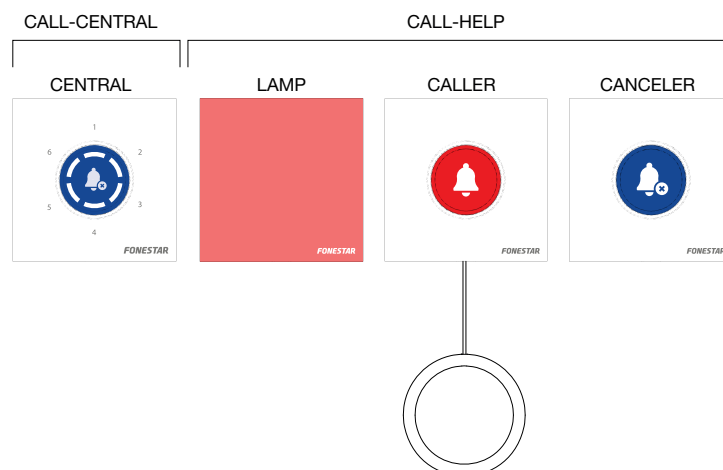 CALL-CENTRAL CALL-HELP
CENTRAL LAMP CALLER CANCELER
1
6 2
5 3
4
FONESTAR FONESTAR FONESTAR FONESTAR